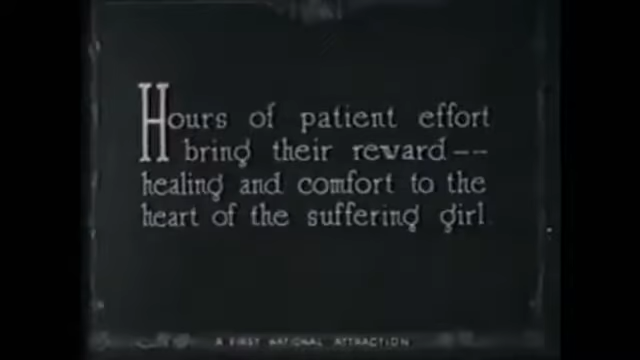 Hours of patient effort
bring their reward--
healing and comfort to the
heart of the suffering girl
A FIRST NATIONAL ATTRACTION